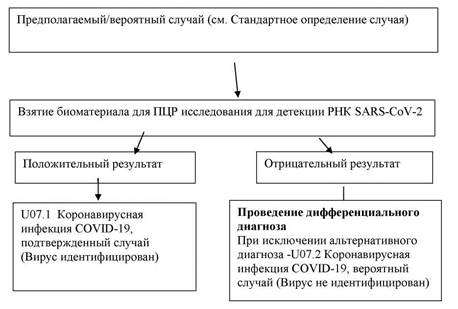 Предполагаемый/вероятный случай (см. Стандартное определение случая)
Взятие биоматериала для ПЦР исследования для детекции РНК SARS-CoV-2
Положительный результат
Отрицательный результат
U07.1 Коронавирусная
инфекция COVID-19,
подтвержденный случай
(Вирус идентифицирован)
Проведение дифференциального
диагноза
При исключении альтернативного
диагноза -U07.2 Коронавирусная
инфекция COVID-19, вероятный
случай (Вирус не идентифицирован)